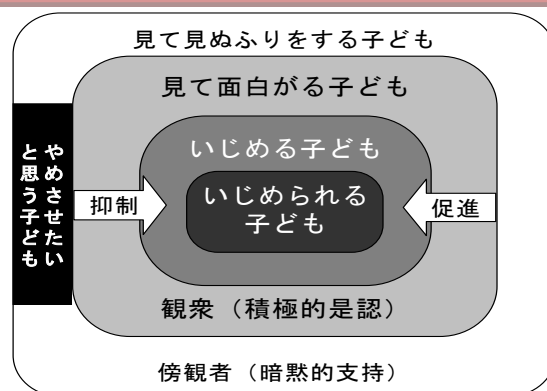 見て見ぬふりをする子ども
見て面白がる子ども
いじめる子ども
いじめられる
子ども
やめさせたい
と思う子ども
抑制
促進
観衆（積極的是認）
傍観者（暗黙的支持）